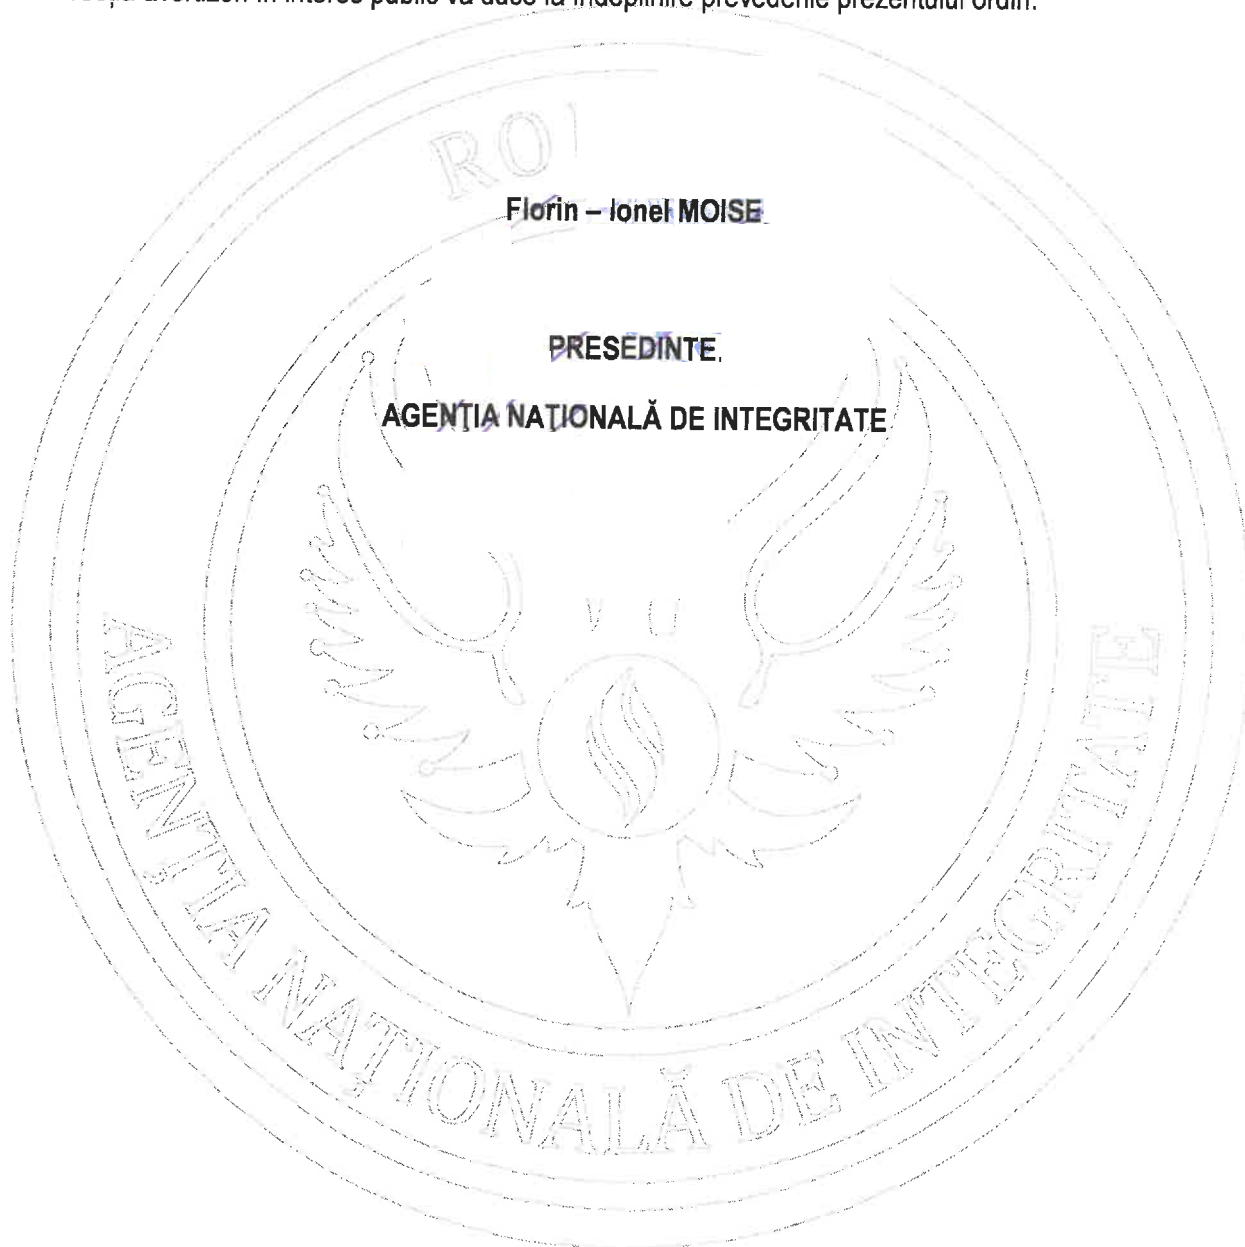 avertizori în interes public va duce la îndeplinire prevederile prezentului ordin.
RO
Florin – Ionel MOISE
PRESEDINTE,
AGENȚIA NAȚIONALĂ DE INTEGRITATE
AGENȚIA NAȚIONALĂ DE INTEGRITATE